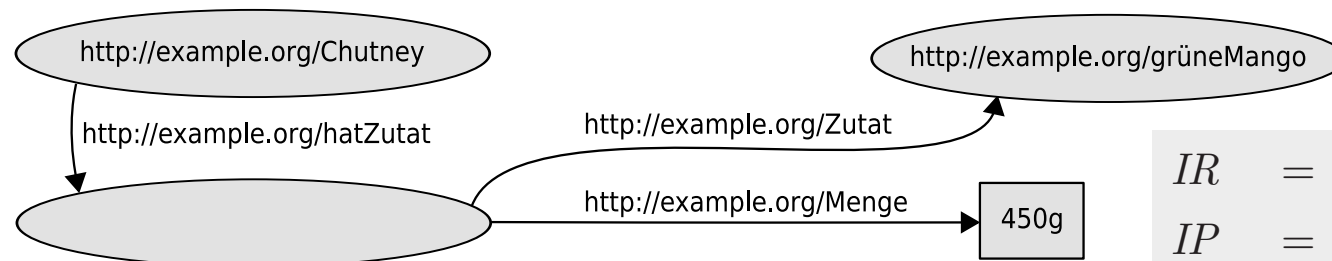 http://example.org/Chutney
http://example.org/grüneMango
http://example.org/hatZutat
http://example.org/Zutat
http://example.org/Menge
450g
IR =
IP =